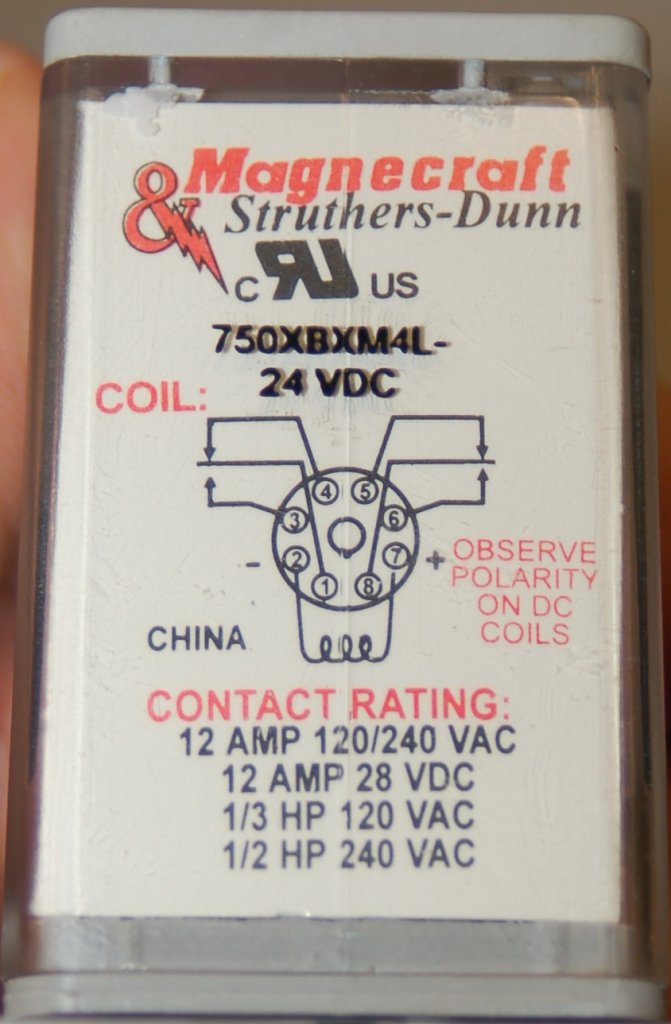 Magnecraft
& Struthers-Dunn
C RU US
750XBXM4L-
24 VDC
COIL:
4 5
3 6
2 7
- +
1 8
OBSERVE
POLARITY
ON DC
COILS
CHINA
CONTACT RATING:
12 AMP 120/240 VAC
12 AMP 28 VDC
1/3 HP 120 VAC
1/2 HP 240 VAC